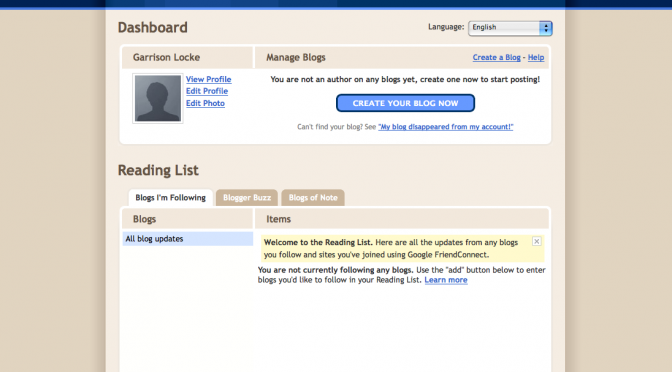 Dashboard
Language: English
Garrison Locke
Manage Blogs
Create a Blog - Help
View Profile
Edit Profile
Edit Photo
You are not an author on any blogs yet, create one now to start posting!
CREATE YOUR BLOG NOW
Can't find your blog? See "My blog disappeared from my account!"
Reading List
Blogs I'm Following
Blogger Buzz
Blogs of Note
Blogs
Items
All blog updates
Welcome to the Reading List. Here are all the updates from any blogs
you follow and sites you've joined using Google FriendConnect.
You are not currently following any blogs. Use the "add" button below to enter
blogs you'd like to follow in your Reading List. Learn more